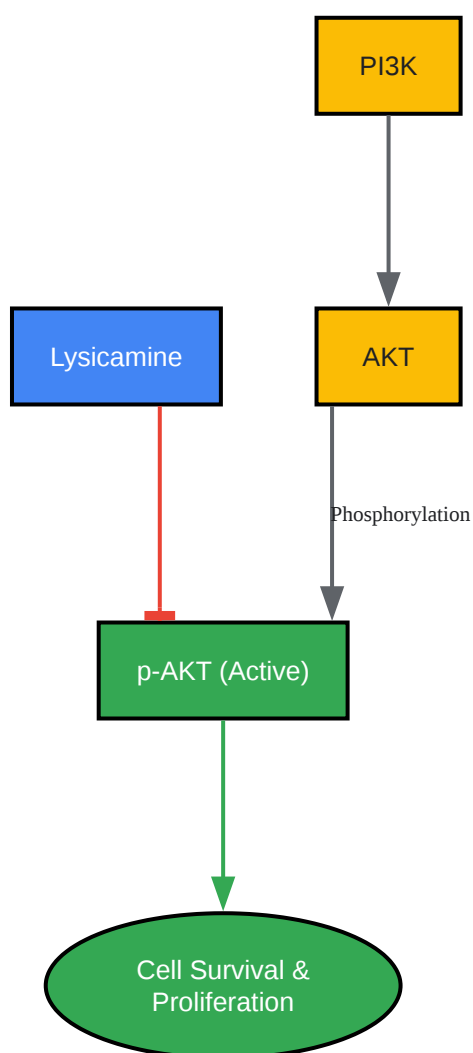 PI3K
Lysicamine
AKT
Phosphorylation
p-AKT (Active)
Cell Survival &
Proliferation